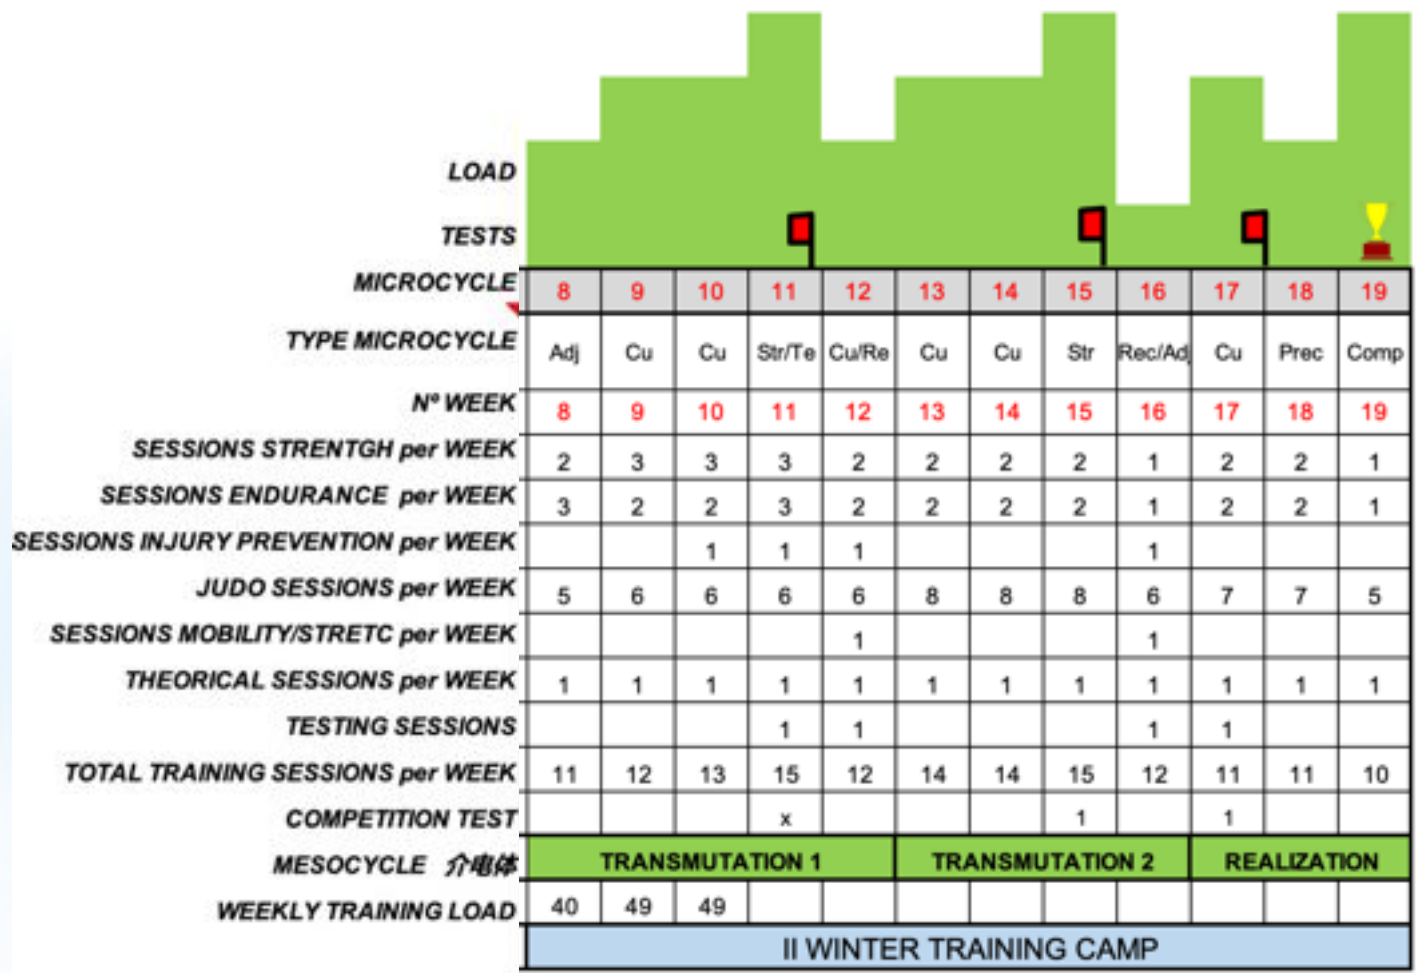 LOAD
TESTS
MICROCYCLE 8 9 10 11 12 13 14 15 16 17 18 19
TYPE MICROCYCLE Adj Cu Cu Str/Te Cu/Re Cu Cu Str Rec/Ad Cu Prec Comp
Nº WEEK 8 9 10 11 12 13 14 15 16 17 18 19
SESSIONS STRENTGH per WEEK 2 3 3 3 2 2 2 2 1 2 2 1
SESSIONS ENDURANCE per WEEK 3 2 2 3 2 2 2 2 1 2 2 1
SESSIONS INJURY PREVENTION per WEEK 1 1 1 1
JUDO SESSIONS per WEEK 5 6 6 6 6 8 8 8 6 7 7 5
SESSIONS MOBILITY/STRETC per WEEK 1 1
THEORICAL SESSIONS per WEEK 1 1 1 1 1 1 1 1 1 1 1 1
TESTING SESSIONS 1 1 1 1
TOTAL TRAINING SESSIONS per WEEK 11 12 13 15 12 14 14 15 12 11 11 10
COMPETITION TEST x 1 1
MESOCYCLE 介电体 TRANSMUTATION 1 TRANSMUTATION 2 REALIZATION
WEEKLY TRAINING LOAD 40 49 49
II WINTER TRAINING CAMP